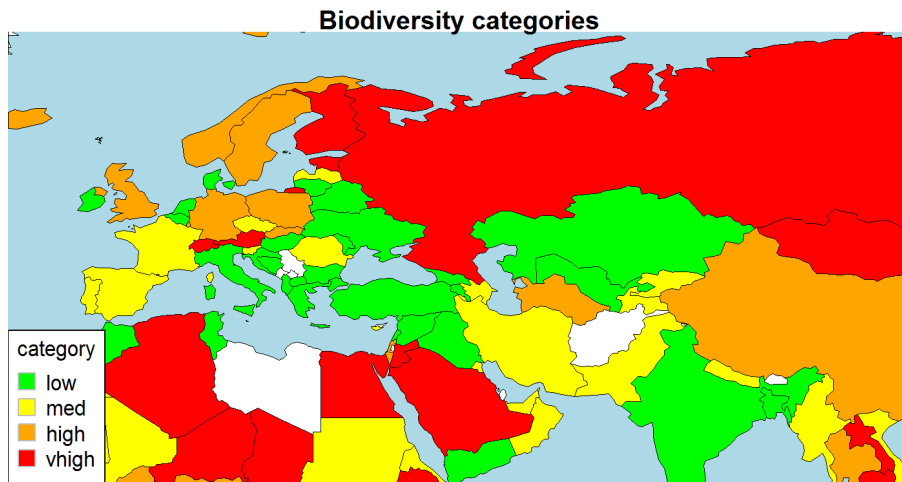 Biodiversity categories
category
low
med
high
vhigh